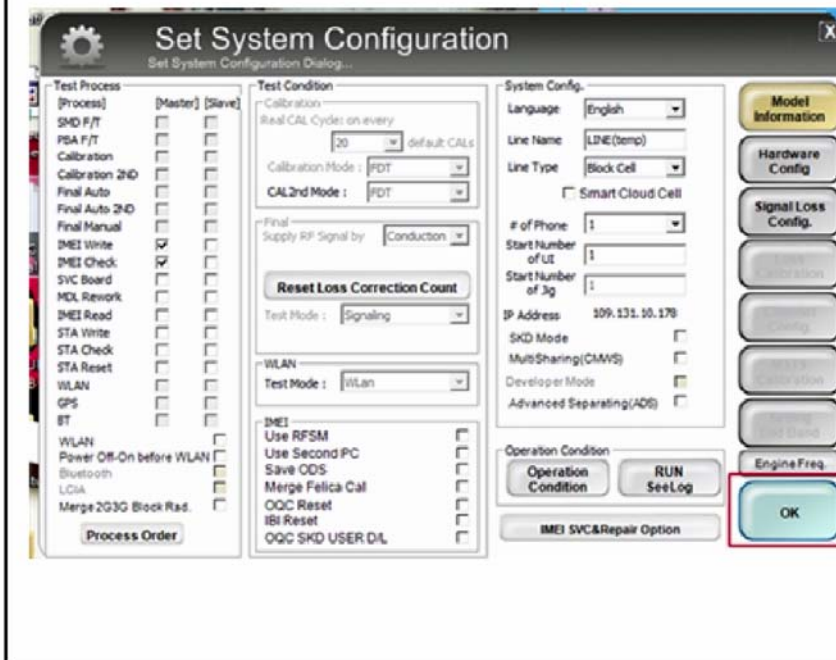 Set System Configuration
Set System Configuration Dialog...
Test Process
[Process] [Master] [Slave]
SMD F/T
PBA F/T
Calibration
Calibration 2ND
Final Auto
Final Auto 2ND
Final Manual
IMEI Write
IMEI Check
SVC Board
MDL Rework
IMEI Read
STA Write
STA Check
STA Reset
WLAN
GPS
BT
WLAN
Power Off-On before WLAN
Bluetooth
LCIA
Merge 2G3G Block Rad.
Process Order
Test Condition
Calibration
Real CAL Cycle: on every
20 default CALs
Calibration Mode : FDT
CAL2nd Mode : FDT
Final
Supply RF Signal by Conduction
Reset Loss Correction Count
Test Mode : Signaling
WLAN
Test Mode : WLan
IMEI
Use RFSM
Use Second PC
Save ODS
Merge Felica Cal
OQC Reset
IBI Reset
OQC SKD USER D/L
System Config.
Language English
Line Name LINE(temp)
Line Type Block Cell
Smart Cloud Cell
# of Phone 1
Start Number
of UI 1
Start Number
of Jig 1
IP Address 109.131.10.178
SKD Mode
MultiSharing(CMWS)
Developer Mode
Advanced Separating(ADS)
Operation Condition
Operation
Condition
RUN
SeeLog
IMEI SVC&Repair Option
X
Model
Information
Hardware
Config
Signal Loss
Config.
Calibration
Config.
Calibration
Engine Freq.
OK